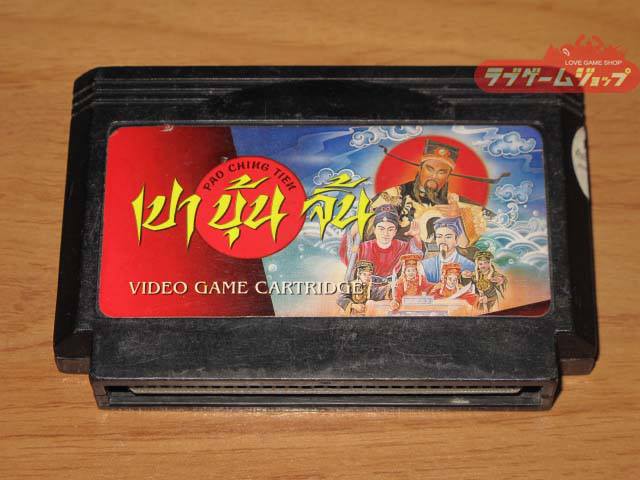 LOVE GAME SHOP
ラブゲームショップ
PAO CHING TIEN
เปา บุ้น จิ้น
VIDEO GAME CARTRIDGE